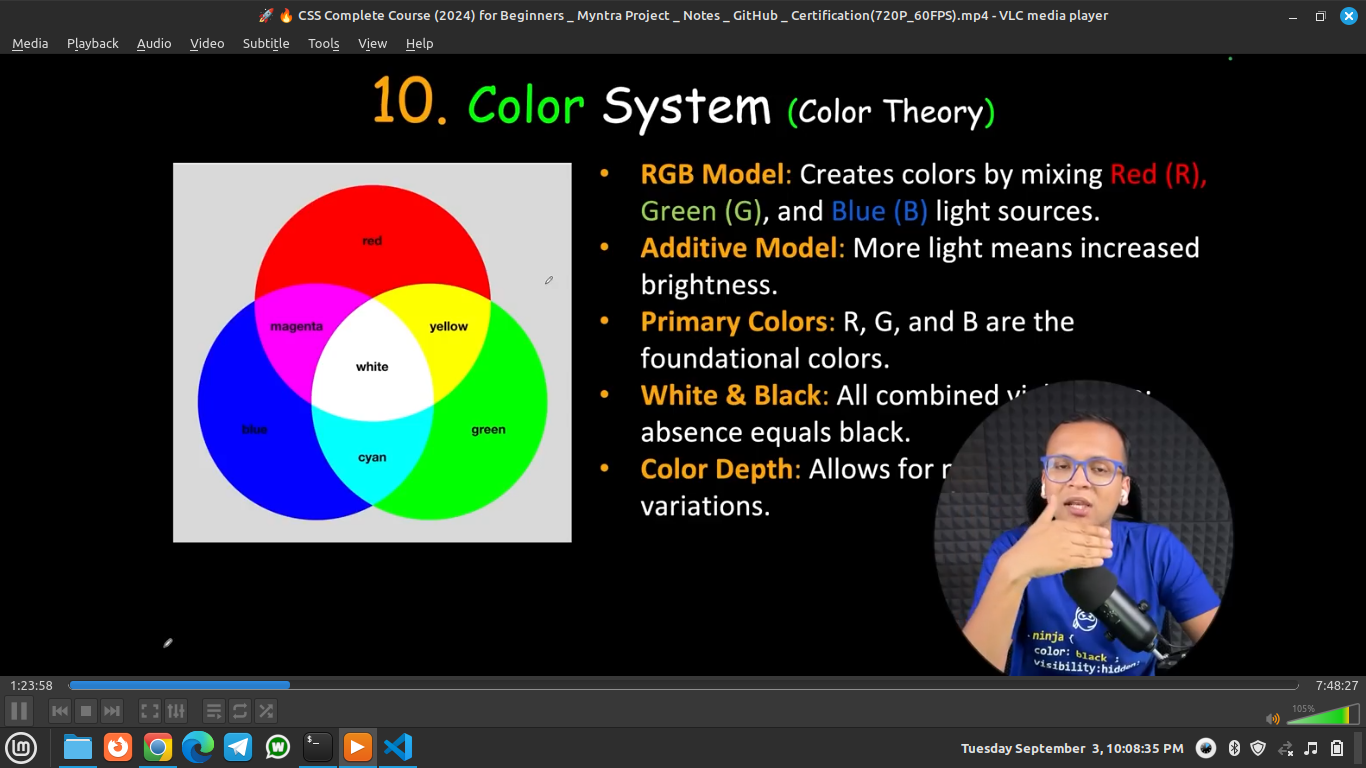 🚀 🔥 CSS Complete Course (2024) for Beginners _ Myntra Project _ Notes _ GitHub _ Certification(720P_60FPS).mp4 - VLC media player
Media Playback Audio Video Subtitle Tools View Help
10. Color System (Color Theory)
red
magenta
yellow
white
blue
green
cyan
• RGB Model: Creates colors by mixing Red (R),
Green (G), and Blue (B) light sources.
• Additive Model: More light means increased
brightness.
• Primary Colors: R, G, and B are the
foundational colors.
• White & Black: All combined
absence equals black.
• Color Depth: Allows for
variations.
ninja {
color: black ;
visibility:hidden;
1:23:58
7:48:27
105%
Tuesday September 3, 10:08:35 PM